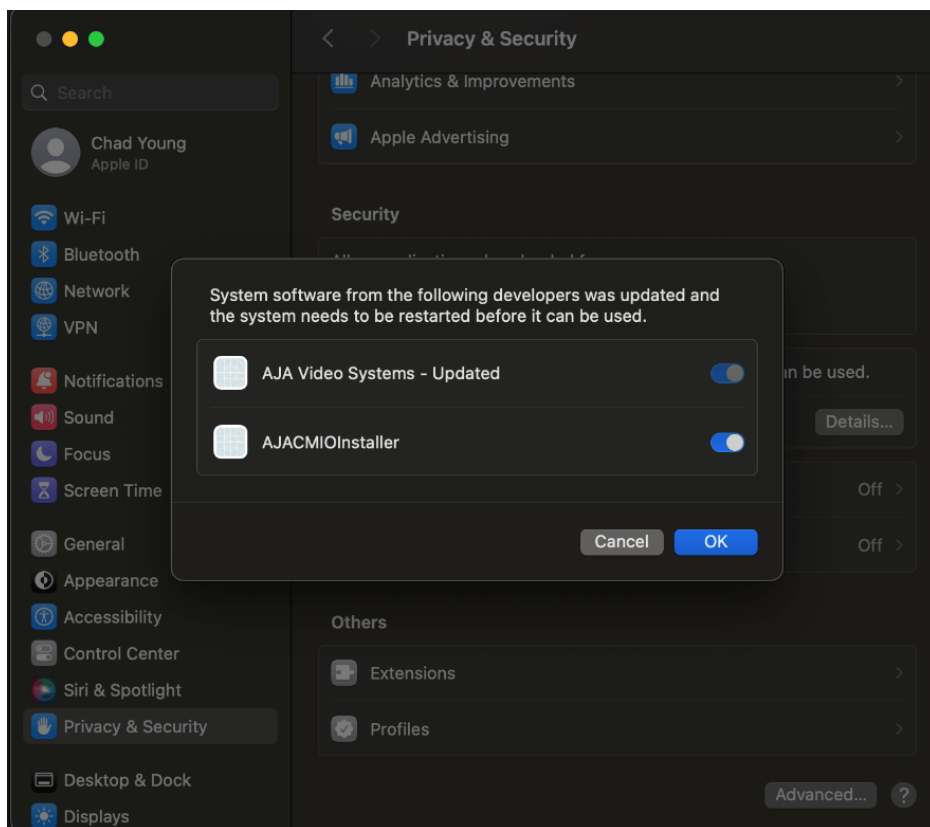 Privacy & Security
Search
Chad Young
Apple ID
Wi-Fi
Bluetooth
Network
VPN
Notifications
Sound
Focus
Screen Time
General
Appearance
Accessibility
Control Center
Siri & Spotlight
Privacy & Security
Desktop & Dock
Displays
Analytics & Improvements
Apple Advertising
Security
System software from the following developers was updated and
the system needs to be restarted before it can be used.
AJA Video Systems - Updated
AJACMIOInstaller
Cancel
OK
in be used.
Details...
Off
Off
Others
Extensions
Profiles
Advanced...
?